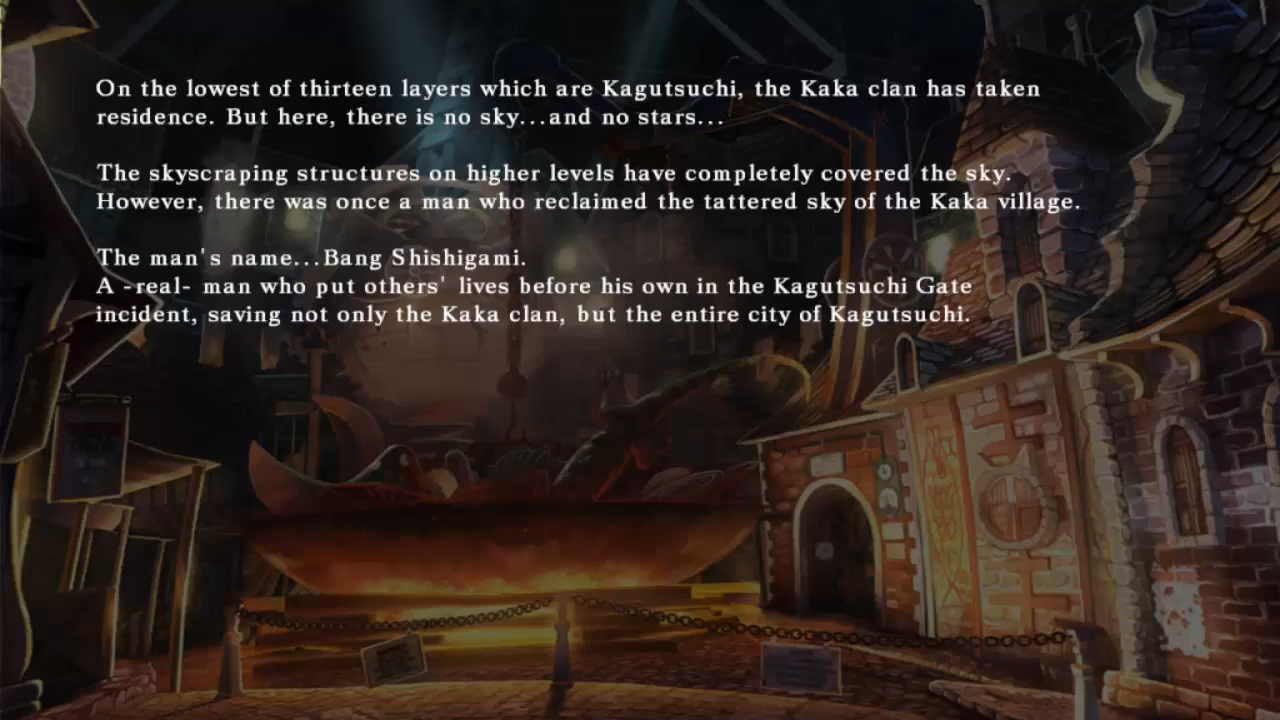 On the lowest of thirteen layers which are Kagutsuchi, the Kaka clan has taken
residence. But here, there is no sky...and no stars...
The skyscraping structures on higher levels have completely covered the sky.
However, there was once a man who reclaimed the tattered sky of the Kaka village.
The man's name...Bang Shishigami.
A -real- man who put others' lives before his own in the Kagutsuchi Gate
incident, saving not only the Kaka clan, but the entire city of Kagutsuchi.